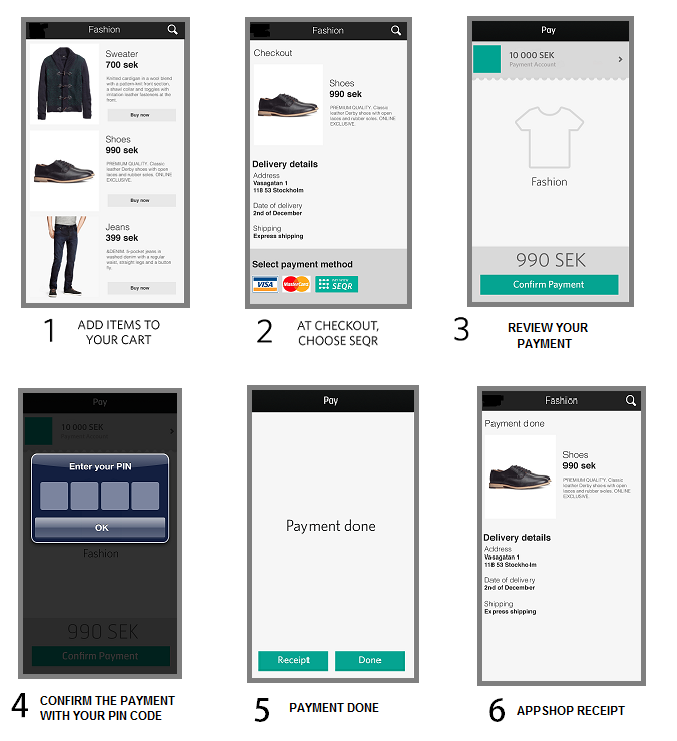 Fashion
Sweater
700 sek
Knitted cardigan in a wool blend
with a patterned knit front section,
a shawl collar and toggles with
imitation leather fasteners at the
front.
Buy now
Shoes
990 sek
PREMIUM QUALITY. Classic
leather Derby shoes with open
laces and rubber soles. ONLINE
EXCLUSIVE.
Buy now
Jeans
399 sek
&DENIM. 5-pocket jeans in
washed denim with a regular
waist, straight legs and a button
fly.
Buy now
1 ADD ITEMS TO
YOUR CART
Fashion
Checkout
Shoes
990 sek
PREMIUM QUALITY. Classic
leather Derby shoes with open
laces and rubber soles. ONLINE
EXCLUSIVE.
Delivery details
Address
Vasagatan 1
118 53 Stockholm
Date of delivery
2nd of December
Shipping
Express shipping
Select payment method
VISA MasterCard PAY WITH SEQR
2 AT CHECKOUT,
CHOOSE SEQR
Pay
10 000 SEK
Payment Account
Fashion
990 SEK
Confirm Payment
3 REVIEW YOUR
PAYMENT
Pay
10 000 SEK
Payment Account
Enter your PIN
OK
Fashion
990 SEK
Confirm Payment
4 CONFIRM THE PAYMENT
WITH YOUR PIN CODE
Pay
Payment done
Receipt Done
5 PAYMENT DONE
Fashion
Payment done
Shoes
990 sek
PREMIUM QUALITY. Classic
leather Derby shoes with open
laces and rubber soles. ONLINE
EXCLUSIVE.
Delivery details
Address
Vasagatan 1
118 53 Stockholm
Date of delivery
2nd of December
Shipping
Express shipping
6 APPSHOP RECEIPT